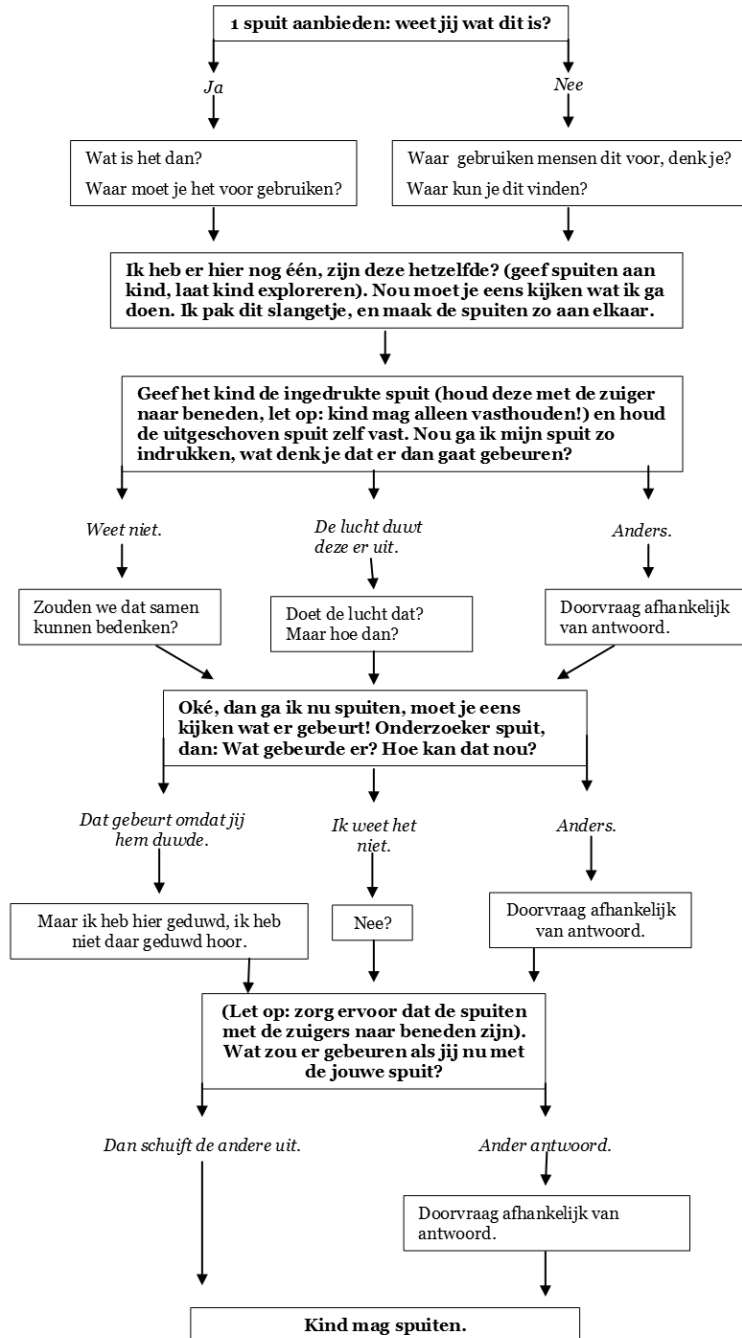 1 spuit aanbieden: weet jij wat dit is?
Ja
Nee
Wat is het dan?
Waar moet je het voor gebruiken?
Waar gebruiken mensen dit voor, denk je?
Waar kun je dit vinden?
Ik heb er hier nog één, zijn deze hetzelfde? (geef spuiten aan
kind, laat kind exploreren). Nou moet je eens kijken wat ik ga
doen. Ik pak dit slangetje, en maak de spuiten zo aan elkaar.
Geef het kind de ingedrukte spuit (houd deze met de zuiger
naar beneden, let op: kind mag alleen vasthouden!) en houd
de uitgeschoven spuit zelf vast. Nou ga ik mijn spuit zo
indrukken, wat denk je dat er dan gaat gebeuren?
Weet niet.
De lucht duwt
deze er uit.
Anders.
Zouden we dat samen
kunnen bedenken?
Doet de lucht dat?
Maar hoe dan?
Doorvraag afhankelijk
van antwoord.
Oké, dan ga ik nu spuiten, moet je eens
kijken wat er gebeurt! Onderzoeker spuit,
dan: Wat gebeurde er? Hoe kan dat nou?
Dat gebeurt omdat jij
hem duwde.
Ik weet het
niet.
Anders.
Maar ik heb hier geduwd, ik heb
niet daar geduwd hoor.
Nee?
Doorvraag afhankelijk
van antwoord.
(Let op: zorg ervoor dat de spuiten
met de zuigers naar beneden zijn).
Wat zou er gebeuren als jij nu met
de jouwe spuit?
Dan schuift de andere uit.
Ander antwoord.
Doorvraag afhankelijk van
antwoord.
Kind mag spuiten.